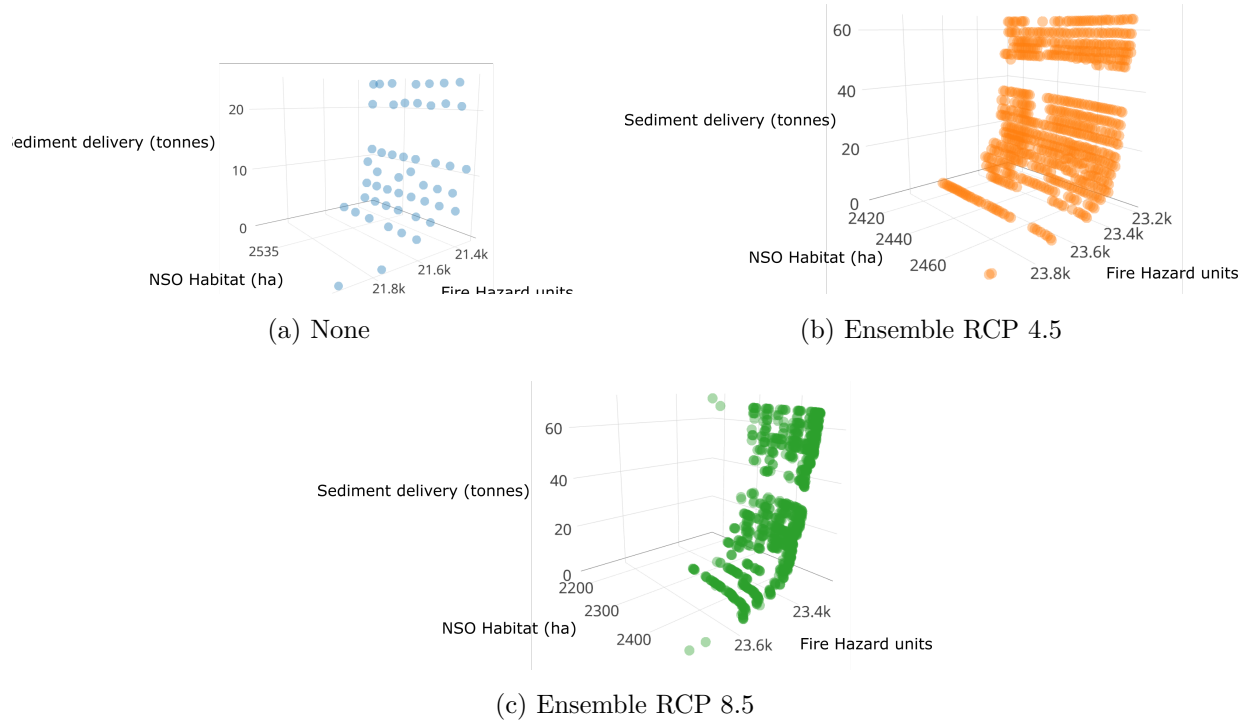 20
10
0
ediment delivery (tonnes)
2535
NSO Habitat (ha)
21.4k
21.6k
21.8k
Fire Hazard units
(a) None
60
40
20
0
Sediment delivery (tonnes)
2420
2440
2460
NSO Habitat (ha)
23.2k
23.4k
23.6k
23.8k
Fire Hazard units
(b) Ensemble RCP 4.5
60
40
20
0
Sediment delivery (tonnes)
2200
2300
2400
NSO Habitat (ha)
23.4k
23.6k
Fire Hazard units
(c) Ensemble RCP 8.5